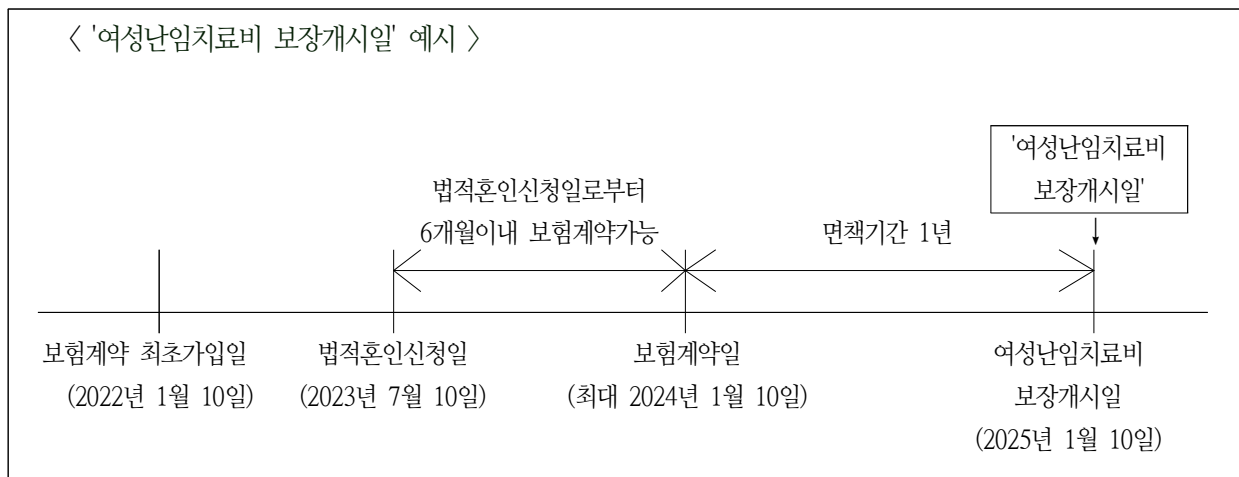 < '여성난임치료비 보장개시일' 예시 >
'여성난임치료비
보장개시일'
법적혼인신청일로부터
6개월이내 보험계약가능
면책기간 1년
보험계약 최초가입일
(2022년 1월 10일)
법적혼인신청일
(2023년 7월 10일)
보험계약일
(최대 2024년 1월 10일)
여성난임치료비
보장개시일
(2025년 1월 10일)